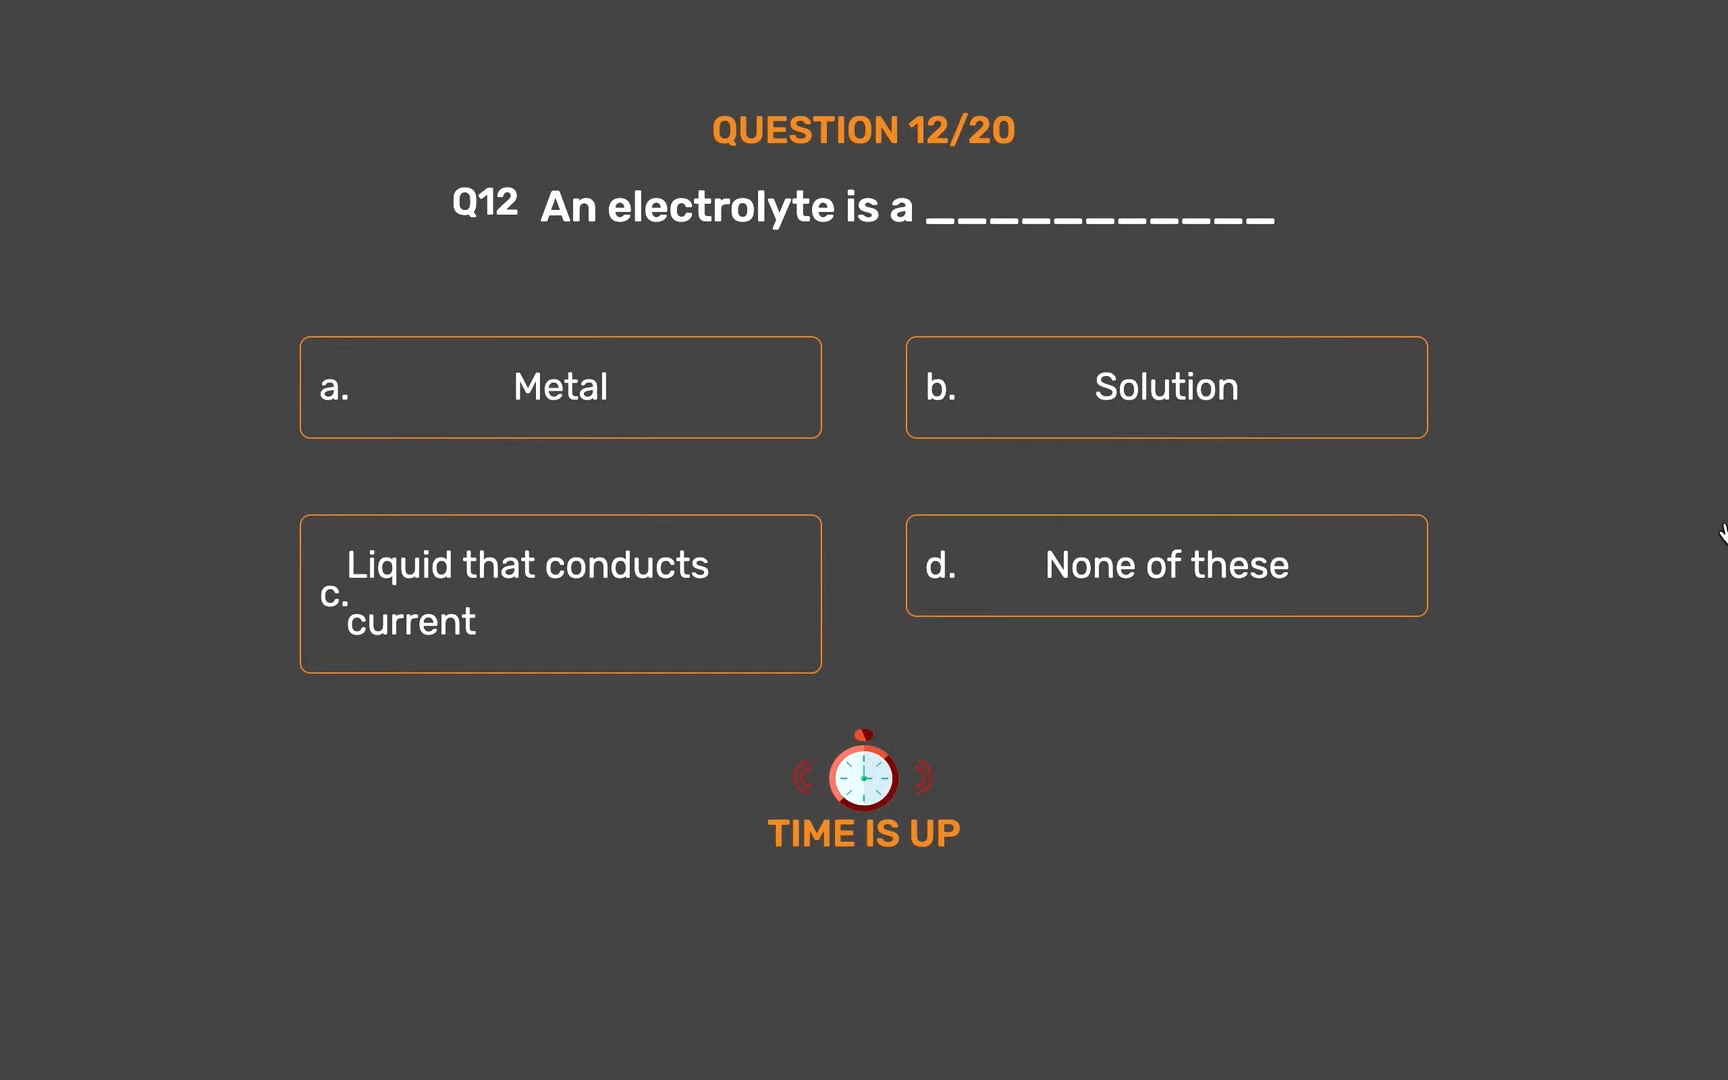 QUESTION 12/20
Q12 An electrolyte is a ___________
a. Metal
b. Solution
c. Liquid that conducts
current
d. None of these
TIME IS UP